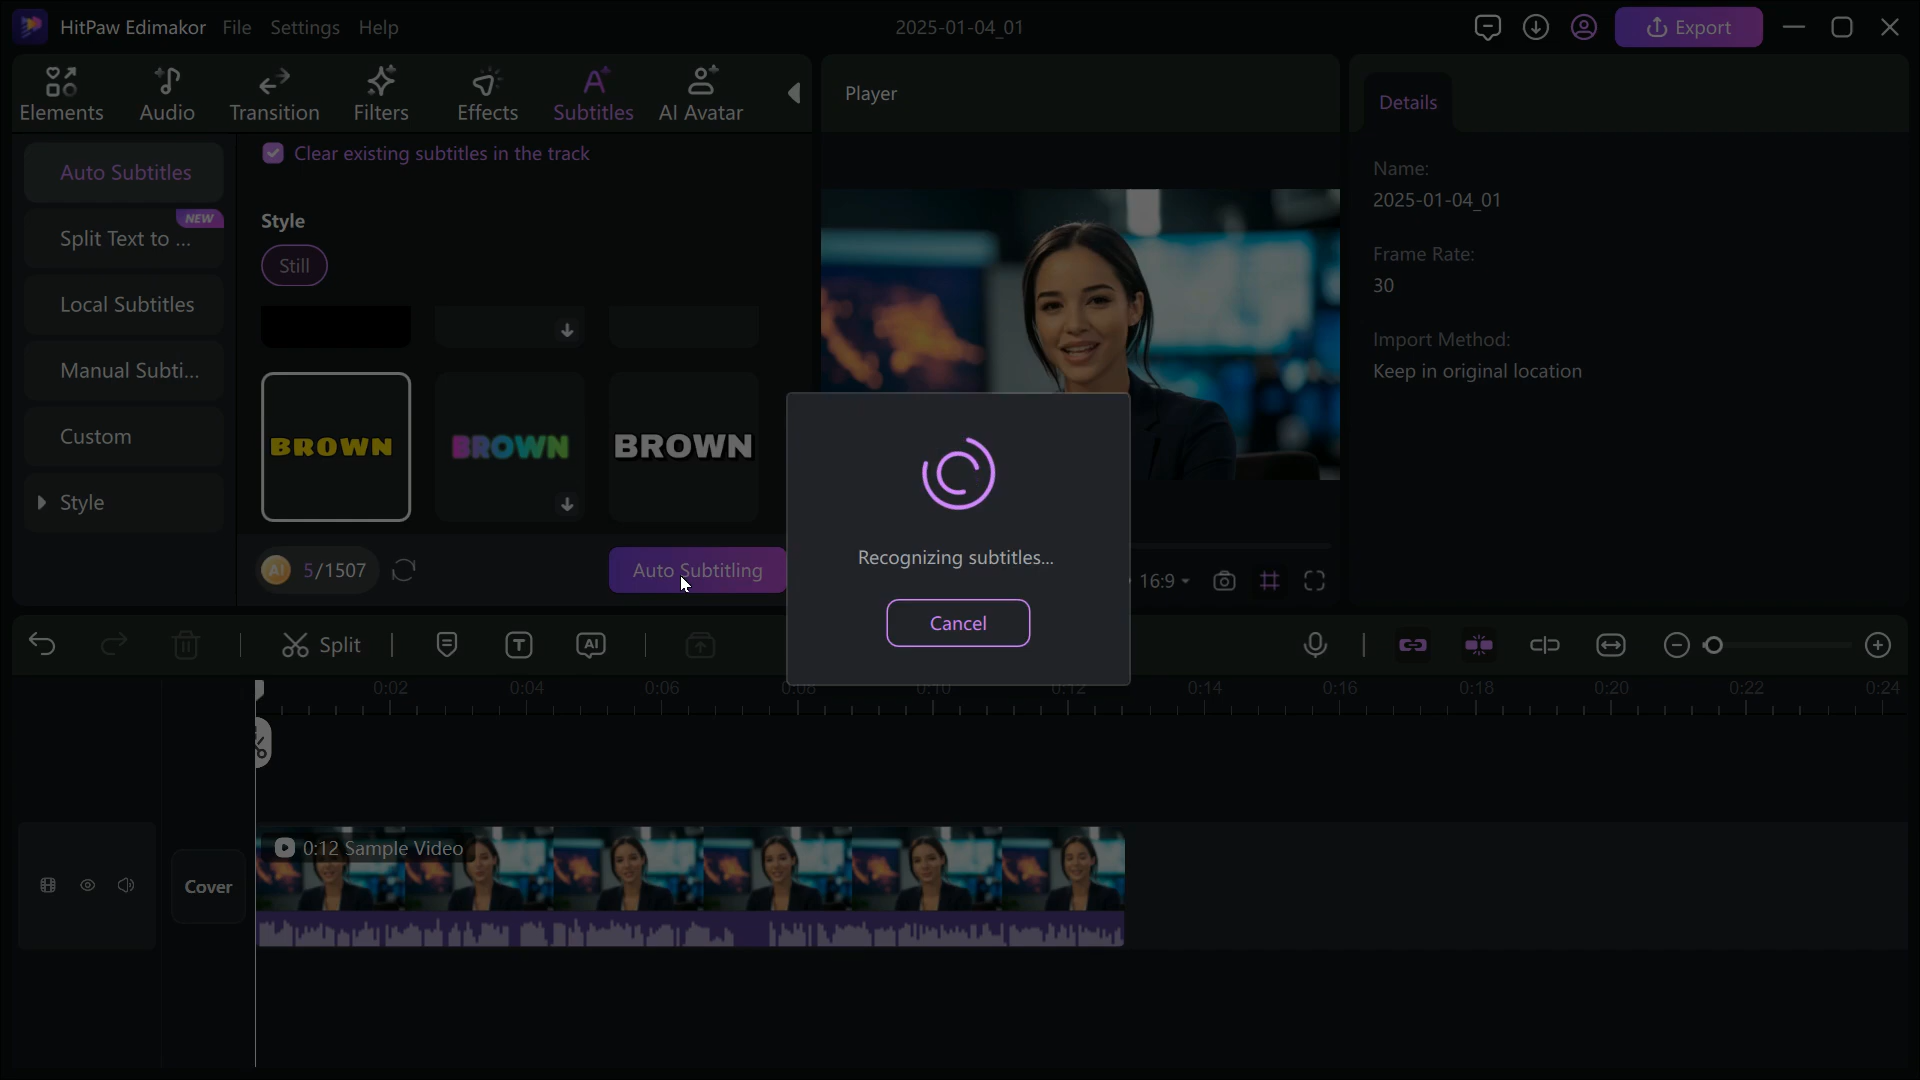 HitPaw Edimakor
File
Settings
Help
2025-01-04_01
Export
Elements
Audio
Transition
Filters
Effects
Subtitles
AI Avatar
Player
Details
Auto Subtitles
NEW
Split Text to ...
Local Subtitles
Manual Subti...
Custom
Style
Clear existing subtitles in the track
Style
Still
BROWN
BROWN
BROWN
AI
5/1507
Auto Subtitling
Name:
2025-01-04_01
Frame Rate:
30
Import Method:
Keep in original location
Recognizing subtitles...
Cancel
16:9
Split
T
AI
0:02
0:04
0:06
0:08
0:10
0:12
0:14
0:16
0:18
0:20
0:22
0:24
0:12 Sample Video
Cover